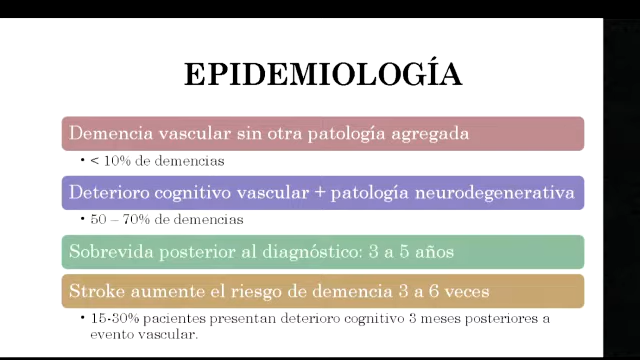 EPIDEMIOLOGÍA
Demencia vascular sin otra patología agregada
• < 10% de demencias
Deterioro cognitivo vascular + patología neurodegenerativa
• 50 – 70% de demencias
Sobrevida posterior al diagnóstico: 3 a 5 años
Stroke aumente el riesgo de demencia 3 a 6 veces
• 15-30% pacientes presentan deterioro cognitivo 3 meses posteriores a
evento vascular.